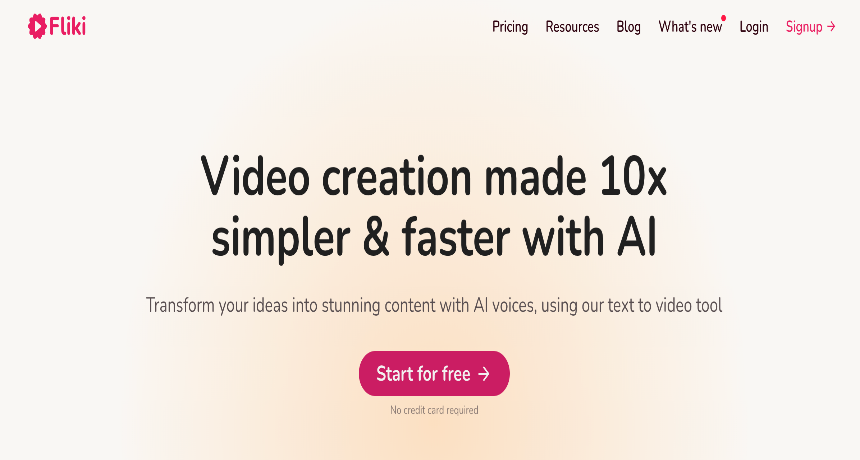 Fliki
Pricing Resources Blog What's new Login Signup →
Video creation made 10x
simpler & faster with AI
Transform your ideas into stunning content with AI voices, using our text to video tool
Start for free →
No credit card required